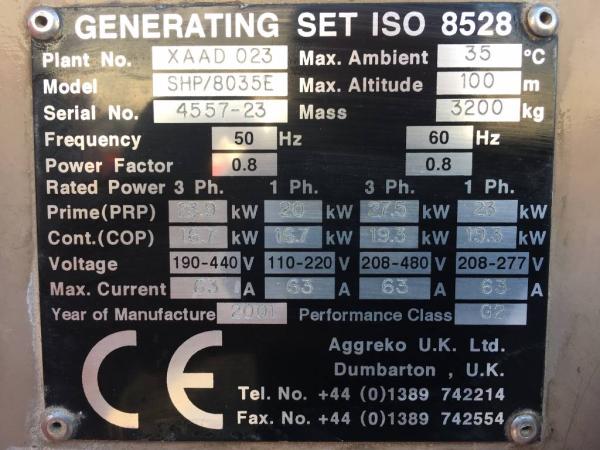 GENERATING SET ISO 8528
Plant No. XAAD 023 Max. Ambient 35 °C
Model SHP/8035E Max. Altitude 100 m
Serial No. 4557-23 Mass 3200 kg
Frequency 50 Hz 60 Hz
Power Factor 0.8 0.8
Rated Power 3 Ph. 1 Ph. 3 Ph. 1 Ph.
Prime(PRP) kW 20 kW 27.5 kW 23 kW
Cont.(COP) 16.7 kW 16.7 kW 19.3 kW 19.3 kW
Voltage 190-440 V 110-220 V 208-480 V 208-277 V
Max. Current 63 A 63 A 63 A 63 A
Year of Manufacture 2001 Performance Class G2
CE
Aggreko U.K. Ltd.
Dumbarton , U.K.
Tel. No. +44 (0)1389 742214
Fax. No. +44 (0)1389 742554